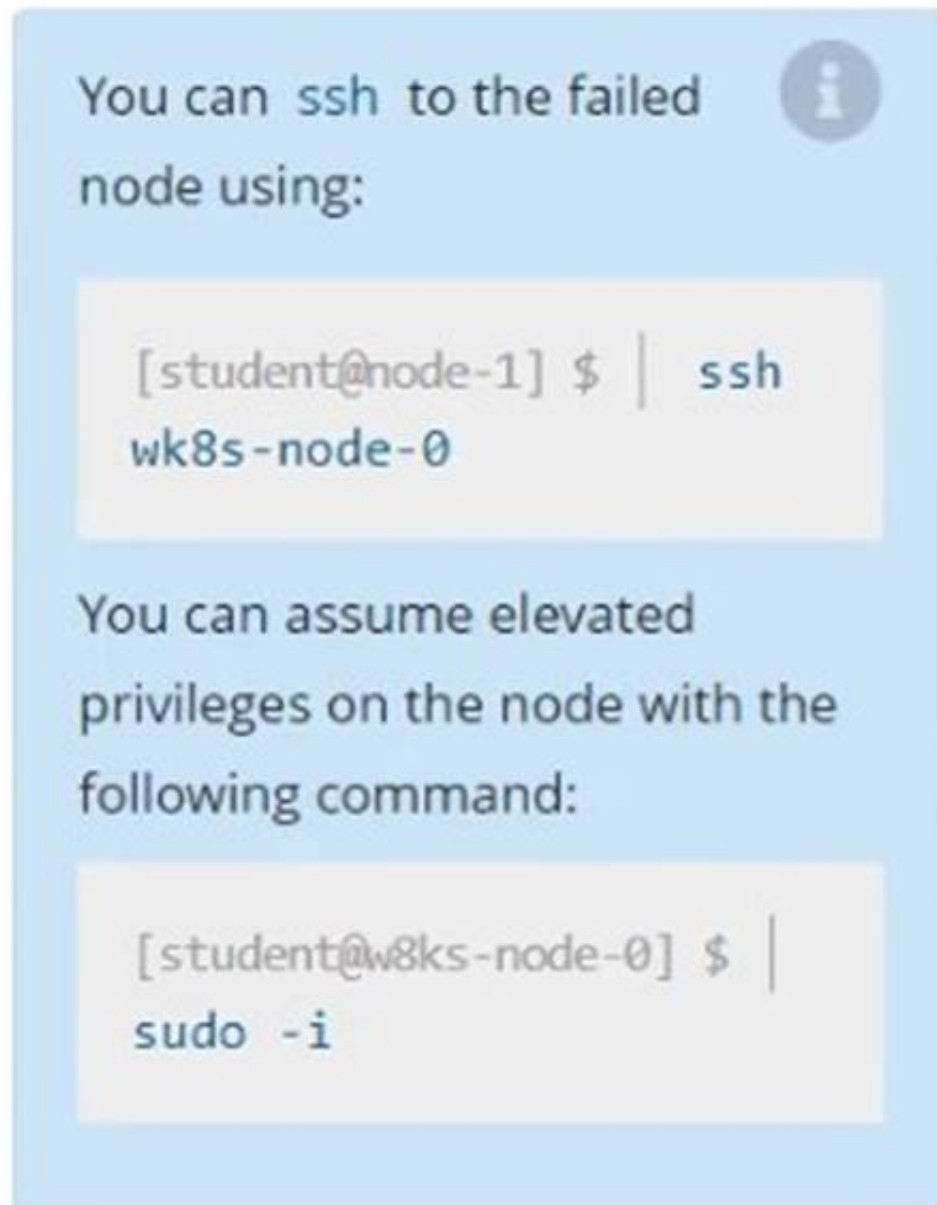 You can ssh to the failed
node using:
[student@node-1] $ | ssh
wk8s-node-0
You can assume elevated
privileges on the node with the
following command:
[student@w8ks-node-0] $ |
sudo -i